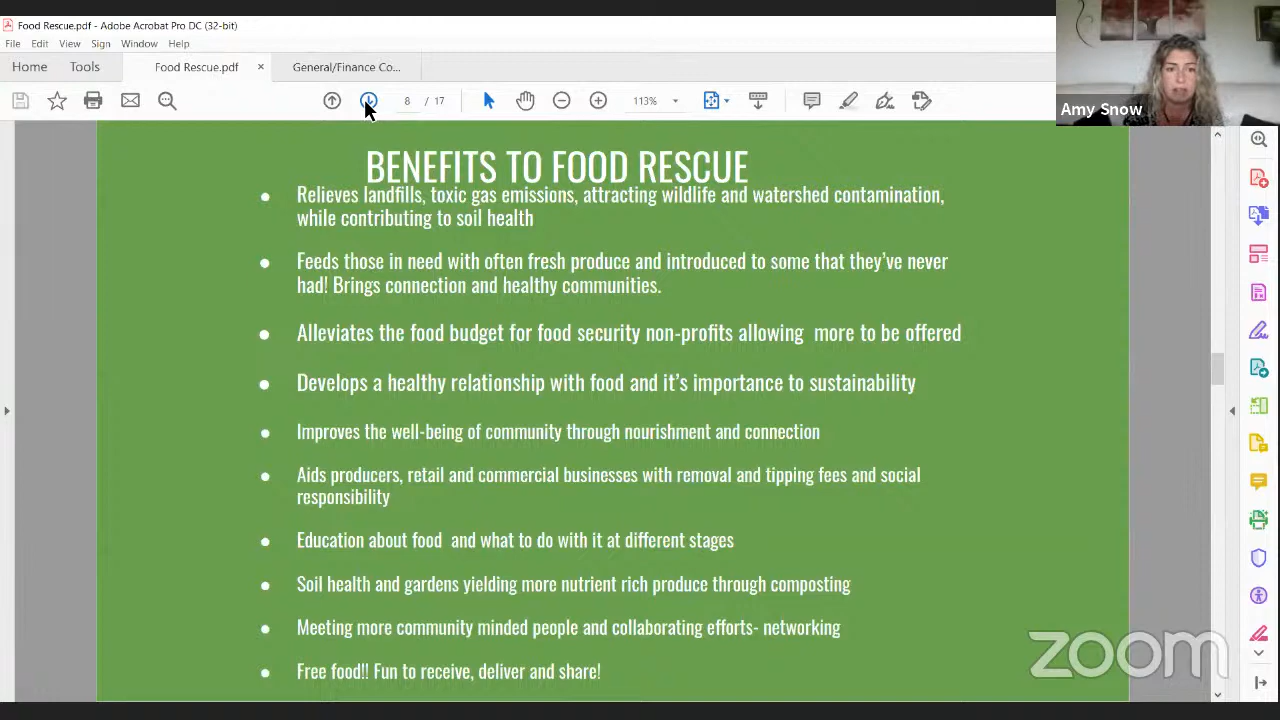 Food Rescue.pdf - Adobe Acrobat Pro DC (32-bit)
File Edit View Sign Window Help
Home Tools Food Rescue.pdf × General/Finance Co...
8 / 17 113%
Amy Snow
BENEFITS TO FOOD RESCUE
● Relieves landfills, toxic gas emissions, attracting wildlife and watershed contamination,
while contributing to soil health
● Feeds those in need with often fresh produce and introduced to some that they’ve never
had! Brings connection and healthy communities.
● Alleviates the food budget for food security non-profits allowing  more to be offered
● Develops a healthy relationship with food and it’s importance to sustainability
● Improves the well-being of community through nourishment and connection
● Aids producers, retail and commercial businesses with removal and tipping fees and social
responsibility
● Education about food  and what to do with it at different stages
● Soil health and gardens yielding more nutrient rich produce through composting
● Meeting more community minded people and collaborating efforts- networking
● Free food!! Fun to receive, deliver and share!
zoom